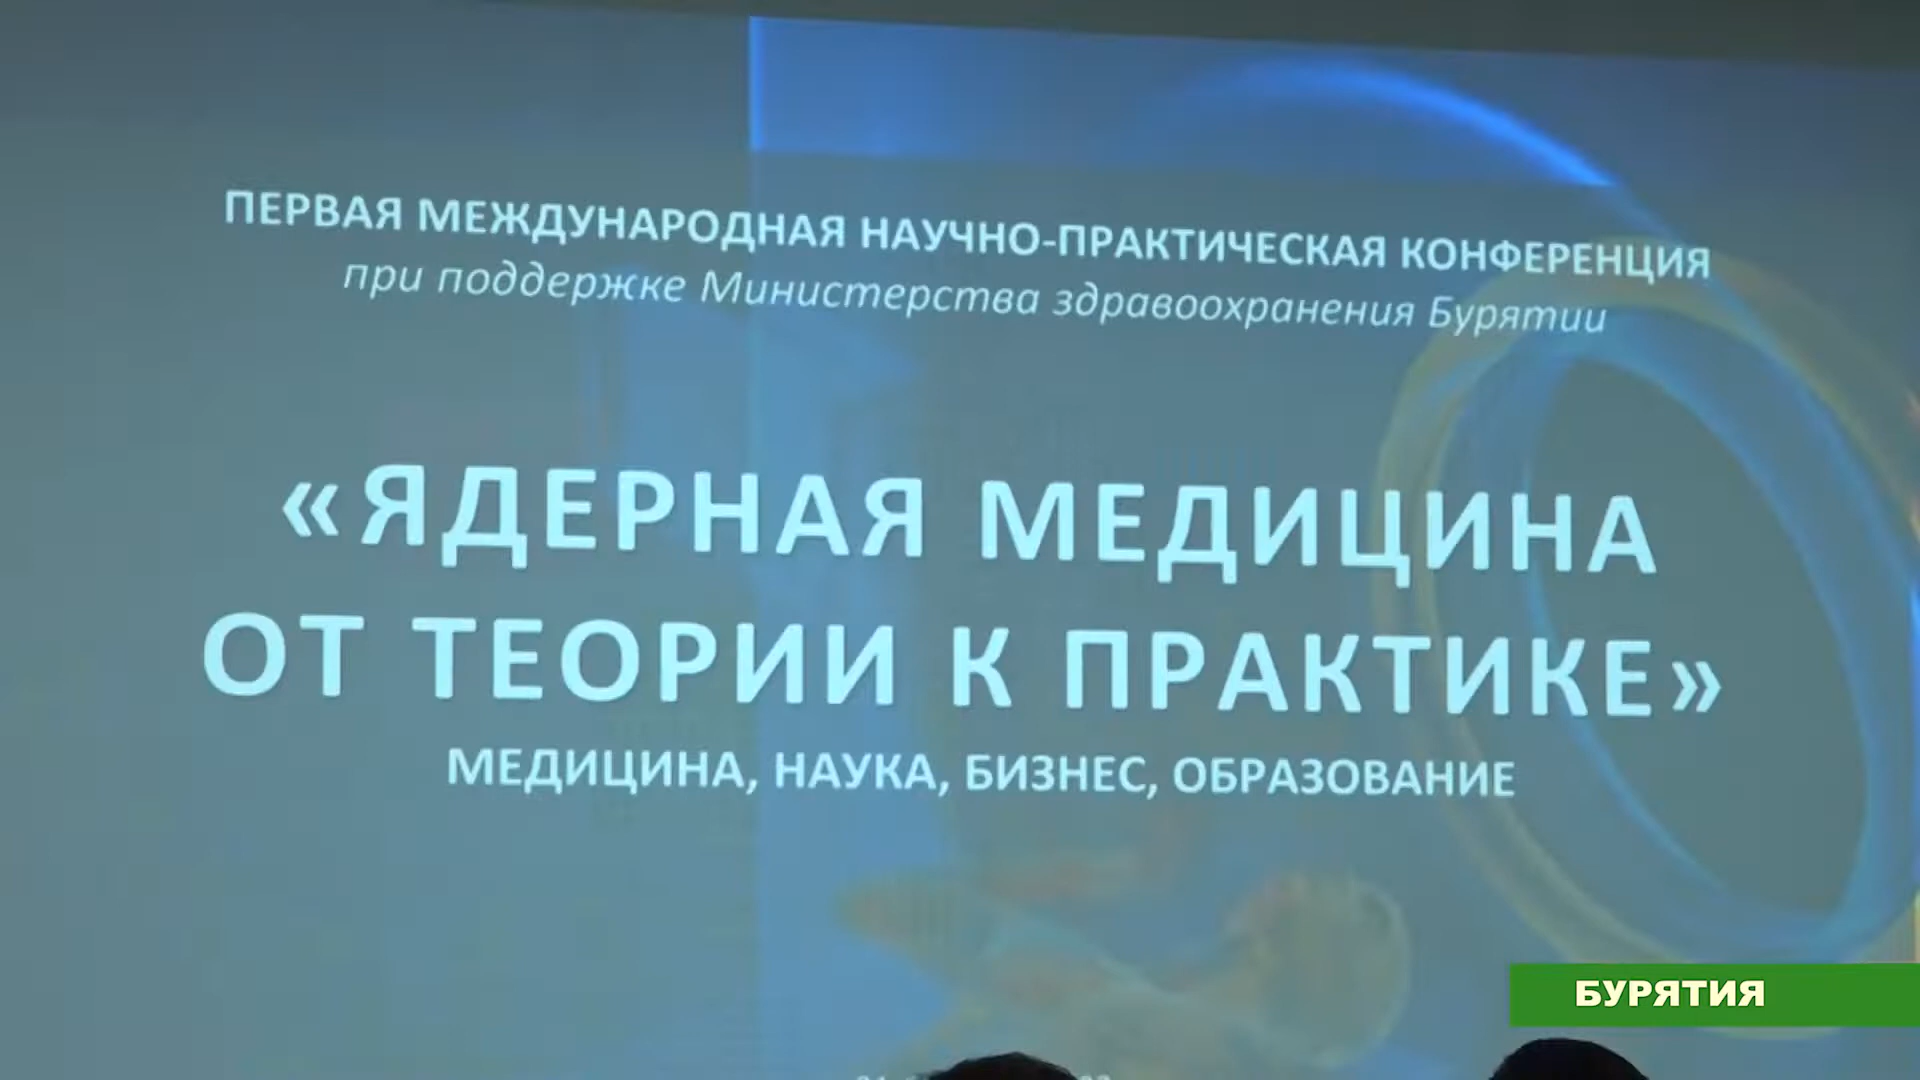 ПЕРВАЯ МЕЖДУНАРОДНАЯ НАУЧНО-ПРАКТИЧЕСКАЯ КОНФЕРЕНЦИЯ
при поддержке Министерства здравоохранения Бурятии
«ЯДЕРНАЯ МЕДИЦИНА
ОТ ТЕОРИИ К ПРАКТИКЕ»
МЕДИЦИНА, НАУКА, БИЗНЕС, ОБРАЗОВАНИЕ
БУРЯТИЯ